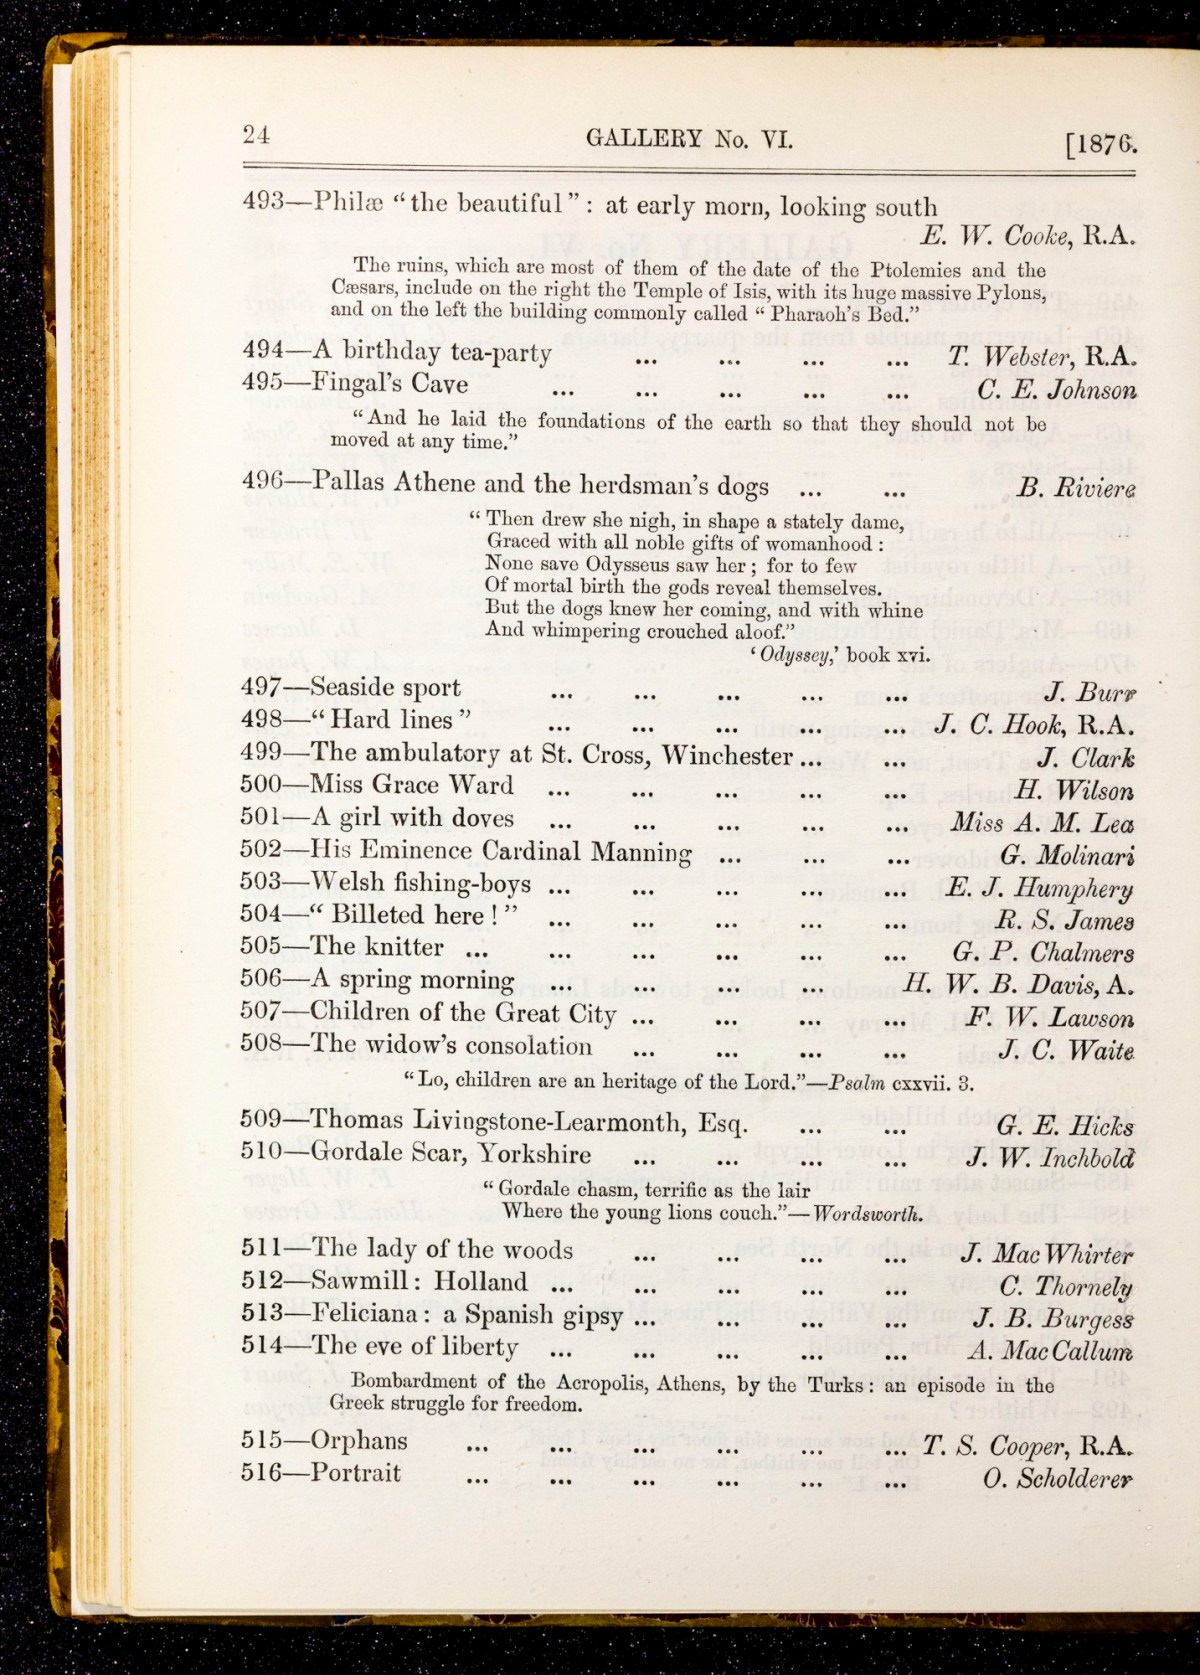 24 GALLERY No. VI. [1876.
493—Philæ “the beautiful”: at early morn, looking south
E. W. Cooke, R.A.
The ruins, which are most of them of the date of the Ptolemies and the
Cæsars, include on the right the Temple of Isis, with its huge massive Pylons,
and on the left the building commonly called “Pharaoh's Bed.”
494—A birthday tea-party ... ... ... ... T. Webster, R.A.
495—Fingal's Cave ... ... ... ... ... C. E. Johnson
“And he laid the foundations of the earth so that they should not be
moved at any time.”
496—Pallas Athene and the herdsman's dogs ... ... B. Riviere
“Then drew she nigh, in shape a stately dame,
Graced with all noble gifts of womanhood:
None save Odysseus saw her; for to few
Of mortal birth the gods reveal themselves.
But the dogs knew her coming, and with whine
And whimpering crouched aloof.”
‘Odyssey,’ book xvi.
497—Seaside sport ... ... ... ... ... J. Burr
498—“Hard lines” ... ... ... ... ... J. C. Hook, R.A.
499—The ambulatory at St. Cross, Winchester ... ... J. Clark
500—Miss Grace Ward ... ... ... ... ... H. Wilson
501—A girl with doves ... ... ... ... ... Miss A. M. Lea
502—His Eminence Cardinal Manning ... ... ... G. Molinari
503—Welsh fishing-boys ... ... ... ... ... E. J. Humphery
504—“Billeted here!” ... ... ... ... ... R. S. James
505—The knitter ... ... ... ... ... ... G. P. Chalmers
506—A spring morning ... ... ... ... H. W. B. Davis, A.
507—Children of the Great City ... ... ... ... F. W. Lawson
508—The widow's consolation ... ... ... ... J. C. Waite
“Lo, children are an heritage of the Lord.”—Psalm cxxvii. 3.
509—Thomas Livingstone-Learmonth, Esq. ... ... G. E. Hicks
510—Gordale Scar, Yorkshire ... ... ... ... J. W. Inchbold
“Gordale chasm, terrific as the lair
Where the young lions couch.”—Wordsworth.
511—The lady of the woods ... ... ... ... J. Mac Whirter
512—Sawmill: Holland ... ... ... ... ... C. Thornely
513—Feliciana: a Spanish gipsy ... ... ... ... J. B. Burgess
514—The eve of liberty ... ... ... ... ... A. MacCallum
Bombardment of the Acropolis, Athens, by the Turks: an episode in the
Greek struggle for freedom.
515—Orphans ... ... ... ... ... ... T. S. Cooper, R.A.
516—Portrait ... ... ... ... ... ... O. Scholderer